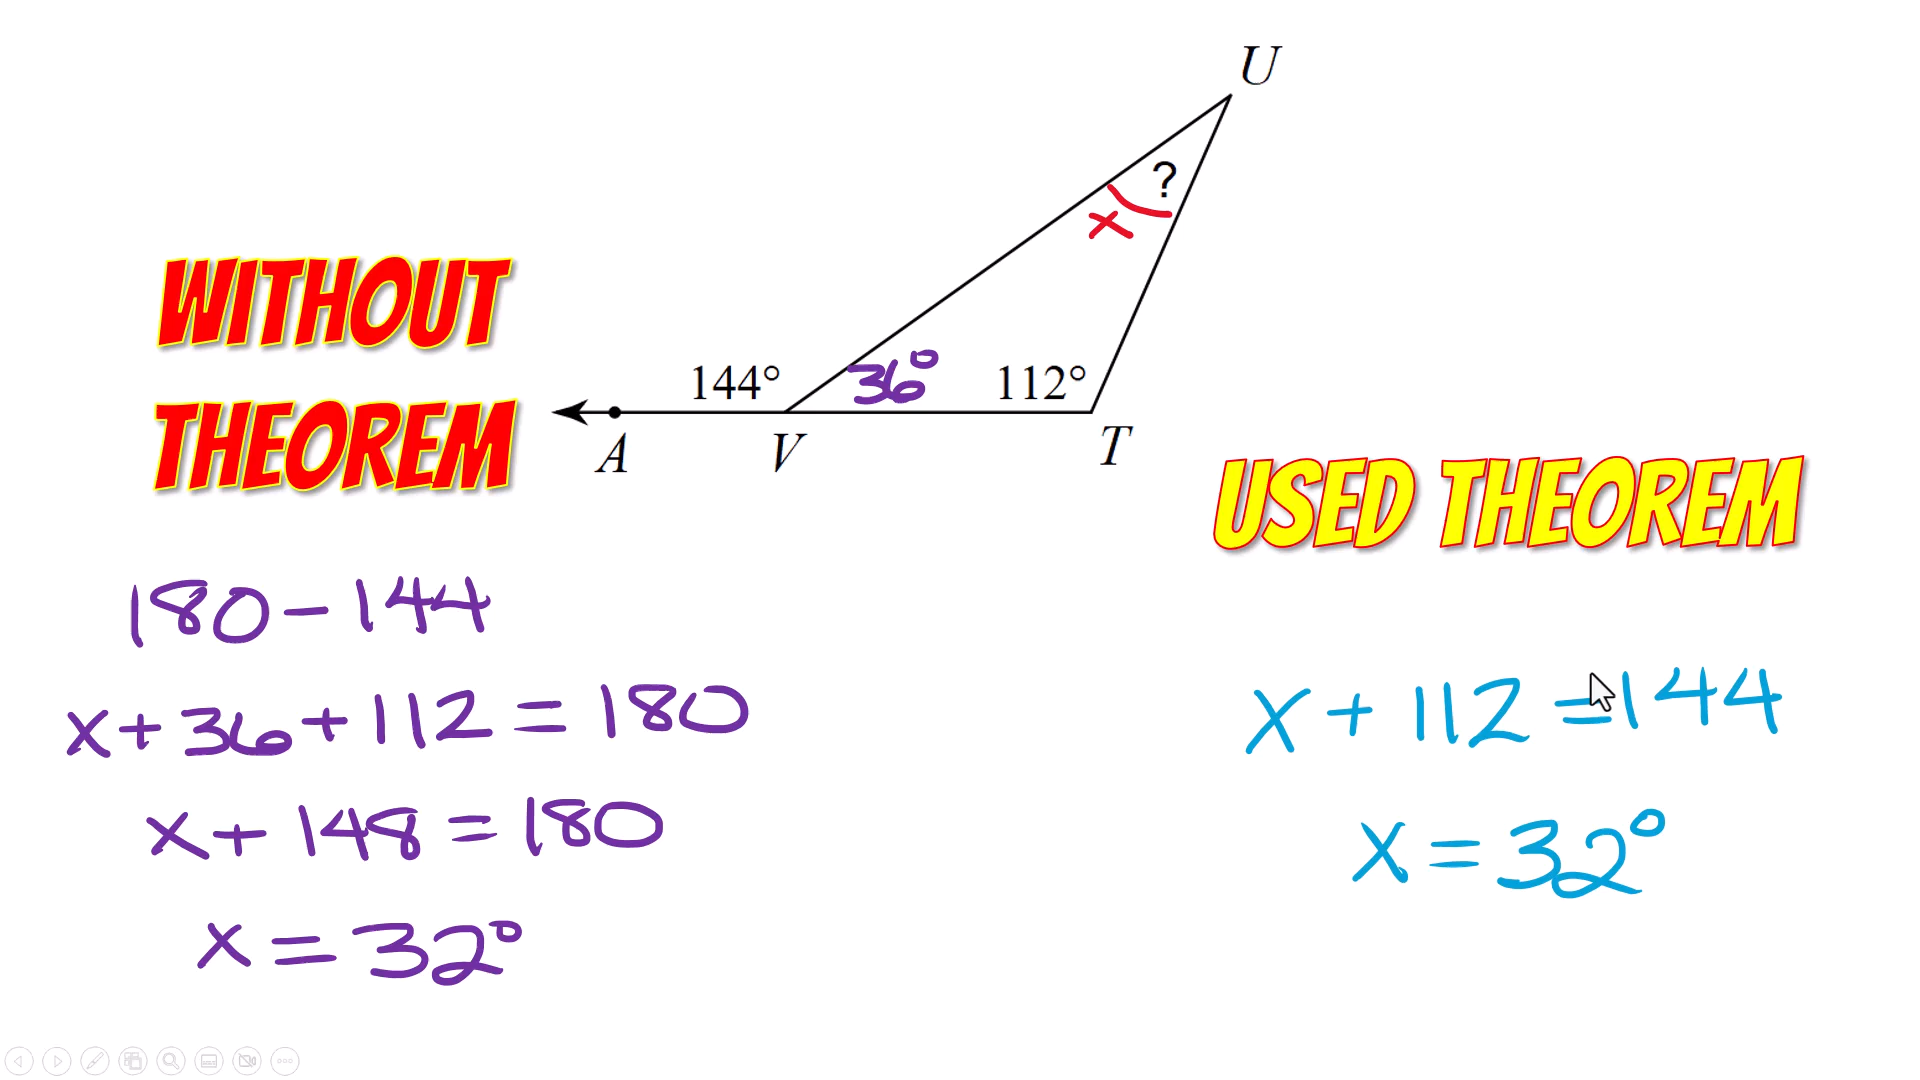 U
?
x
WITHOUT
THEOREM
144° 36° 112°
A V T
USED THEOREM
180-144
x+36+112=180
x+148=180
x=32°
x+112=144
x=32°